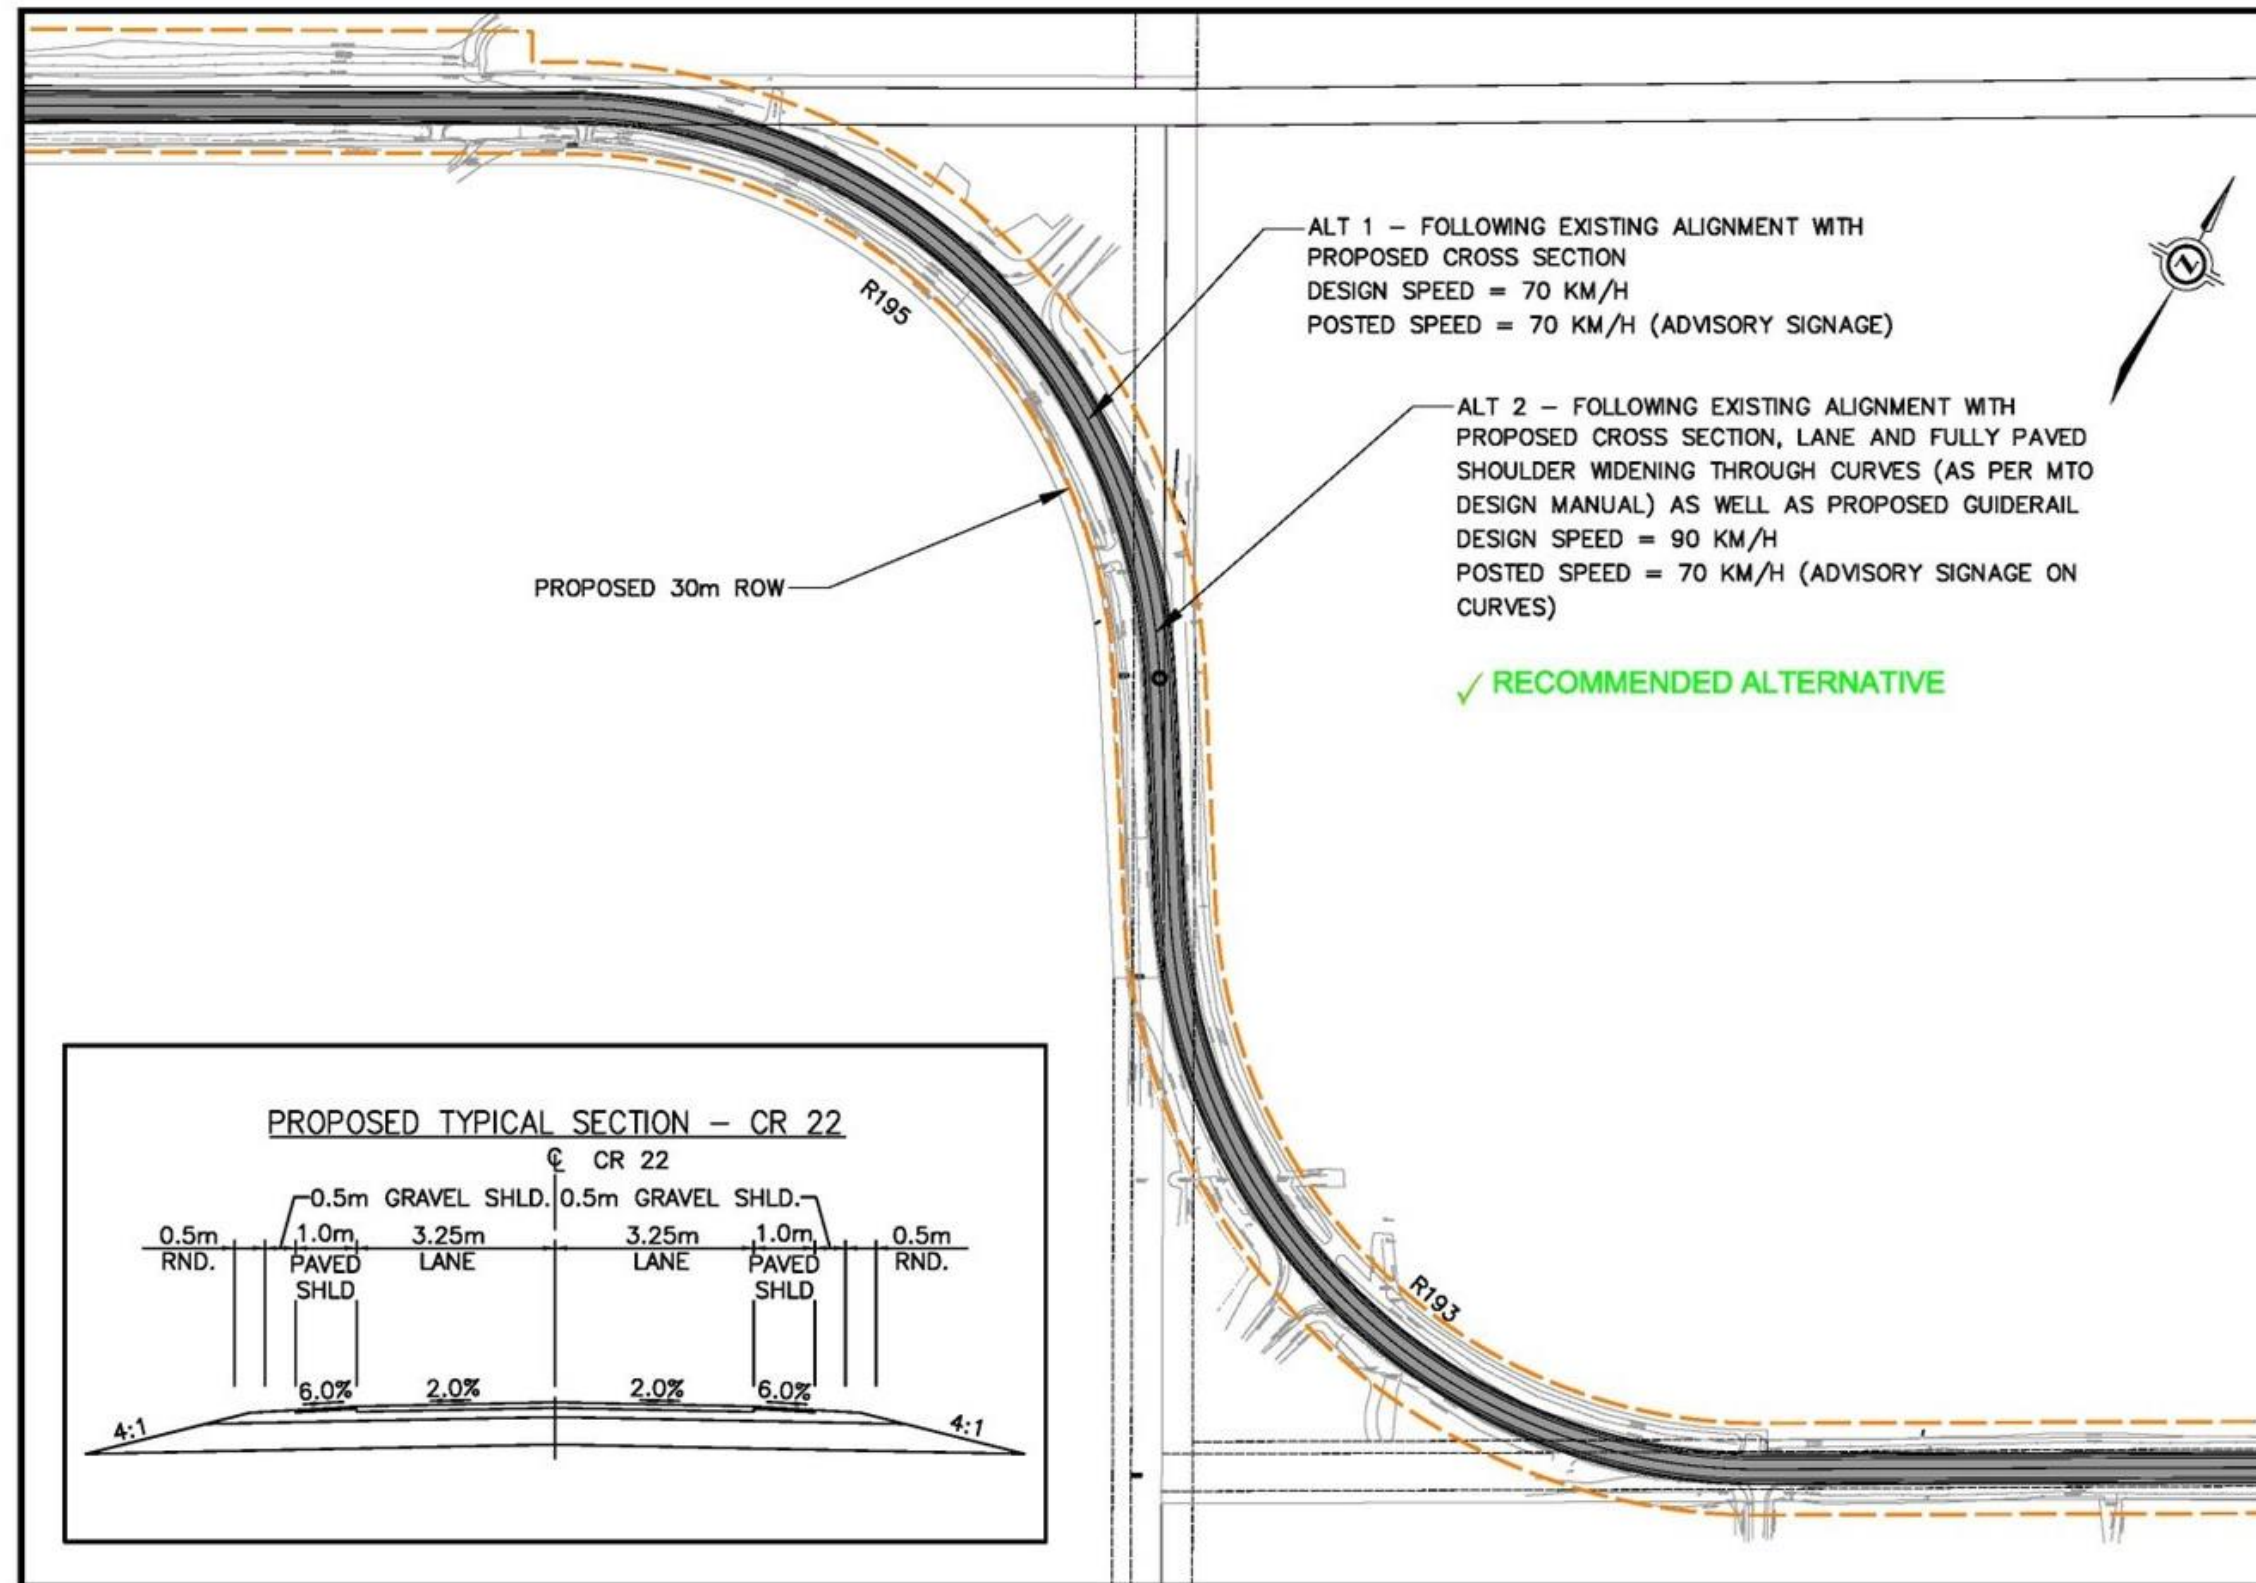 ALT 1 – FOLLOWING EXISTING ALIGNMENT WITH
PROPOSED CROSS SECTION
DESIGN SPEED = 70 KM/H
POSTED SPEED = 70 KM/H (ADVISORY SIGNAGE)
R195
ALT 2 – FOLLOWING EXISTING ALIGNMENT WITH
PROPOSED CROSS SECTION, LANE AND FULLY PAVED
SHOULDER WIDENING THROUGH CURVES (AS PER MTO
DESIGN MANUAL) AS WELL AS PROPOSED GUIDERAIL
DESIGN SPEED = 90 KM/H
POSTED SPEED = 70 KM/H (ADVISORY SIGNAGE ON
CURVES)
PROPOSED 30m ROW
✓ RECOMMENDED ALTERNATIVE
Z
PROPOSED TYPICAL SECTION – CR 22
℄ CR 22
0.5m GRAVEL SHLD. 0.5m GRAVEL SHLD.
0.5m 1.0m 3.25m 3.25m 1.0m 0.5m
RND. PAVED LANE LANE PAVED RND.
SHLD SHLD
6.0% 2.0% 2.0% 6.0%
4:1 4:1
R193